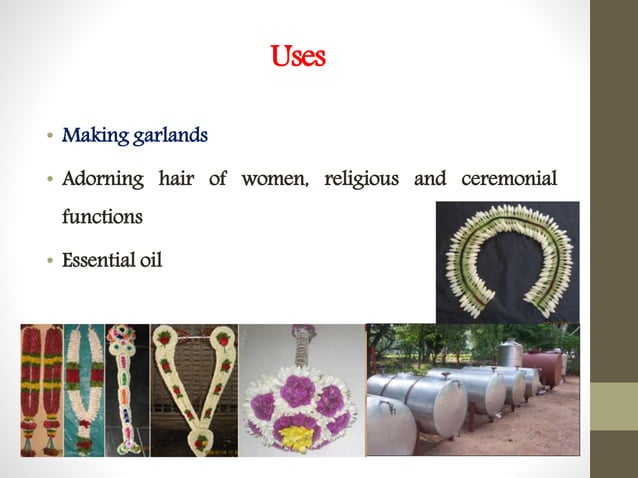 Uses
• Making garlands
• Adorning hair of women, religious and ceremonial
functions
• Essential oil